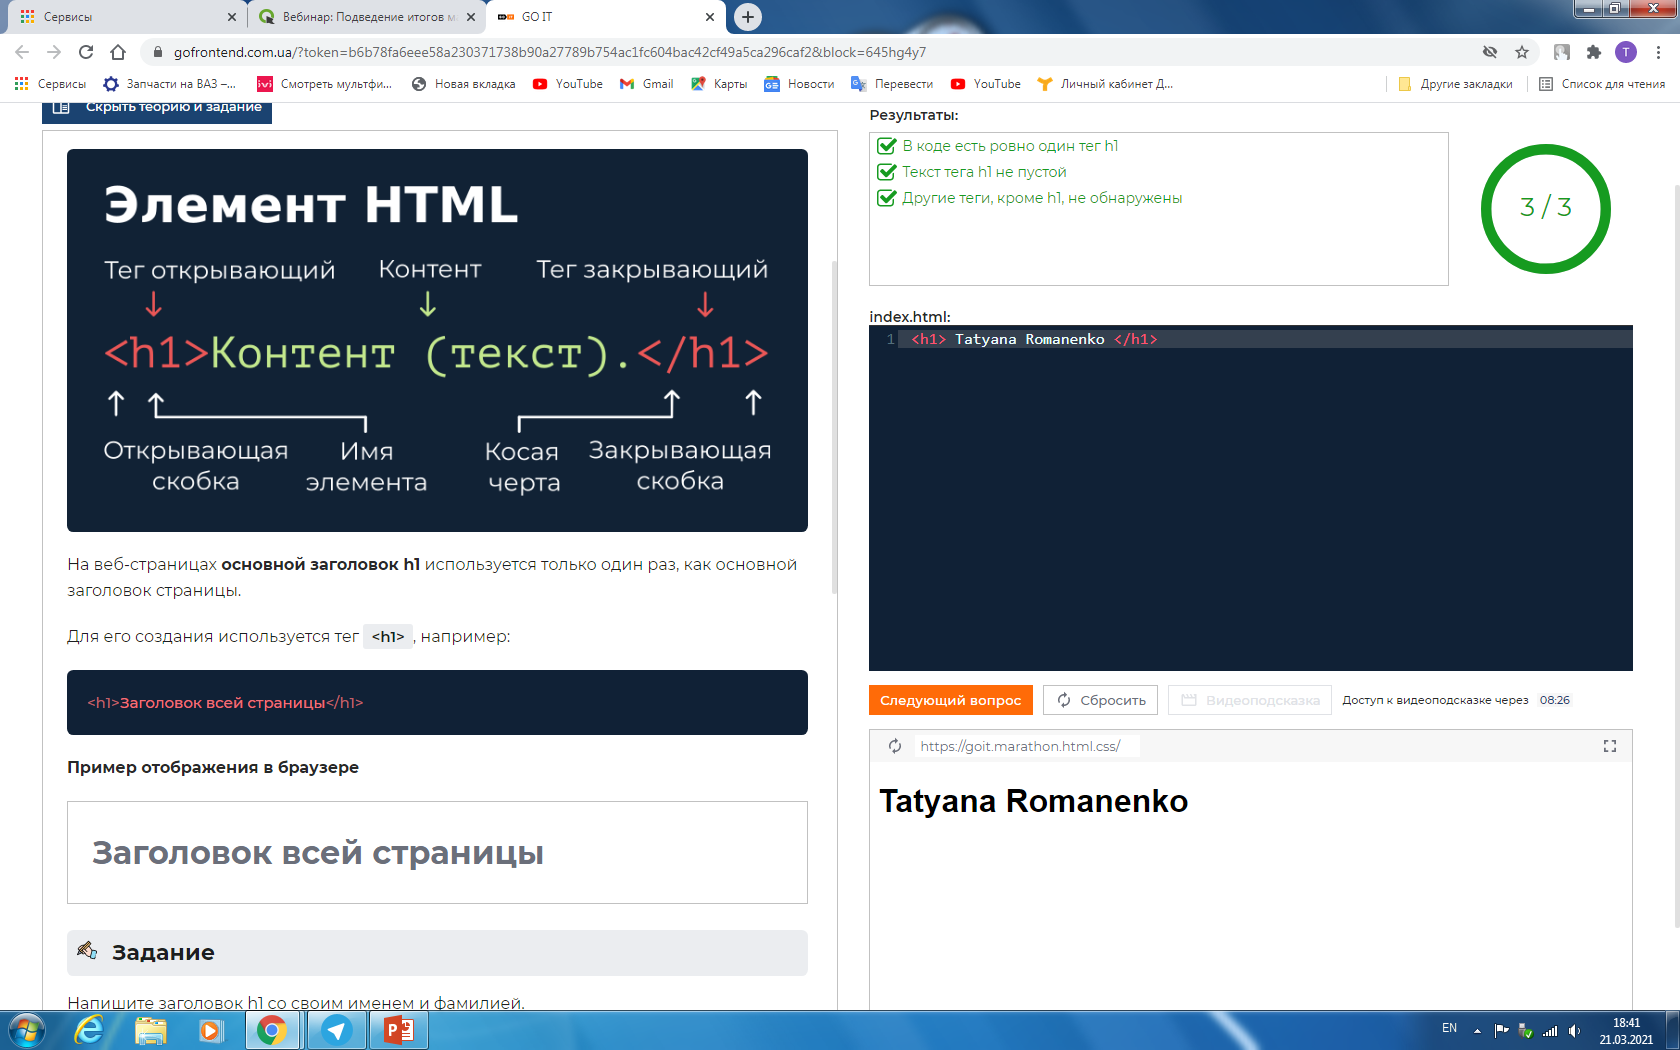 Сервисы
Вебинар: Подведение итогов м
GO IT
gofrontend.com.ua/?token=b6b78fa6eee58a230371738b90a27789b754ac1fc604bac42cf49a5ca296caf2&block=645hg4y7
T
Сервисы
Запчасти на ВАЗ –...
ivi
Смотреть мультфи...
Новая вкладка
YouTube
Gmail
Карты
Новости
Перевести
YouTube
Личный кабинет Д...
Другие закладки
Список для чтения
Скрыть теорию и задание
Элемент HTML
Тег открывающий Контент Тег закрывающий
<h1>Контент (текст).</h1>
Открывающая скобка
Имя элемента
Косая черта
Закрывающая скобка
На веб-страницах основной заголовок h1 используется только один раз, как основной
заголовок страницы.
Для его создания используется тег <h1> , например:
<h1>Заголовок всей страницы</h1>
Пример отображения в браузере
Заголовок всей страницы
Задание
Напишите заголовок h1 со своим именем и фамилией.
Результаты:
В коде есть ровно один тег h1
Текст тега h1 не пустой
Другие теги, кроме h1, не обнаружены
3 / 3
index.html:
1 <h1> Tatyana Romanenko </h1>
Следующий вопрос
Сбросить
Видеоподсказка
Доступ к видеоподсказке через 08:26
https://goit.marathon.html.css/
Tatyana Romanenko
EN
18:41
21.03.2021